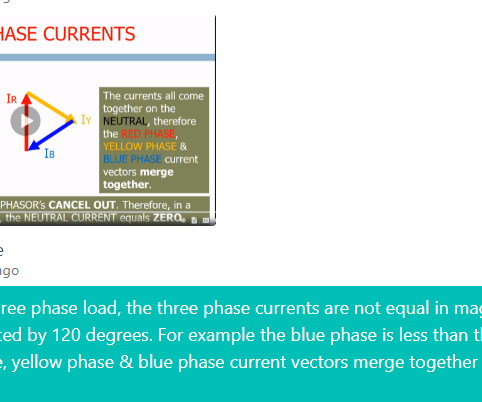 HASE CURRENTS
IR
IY
IB
The currents all come
together on the
NEUTRAL, therefore
the RED PHASE,
YELLOW PHASE &
BLUE PHASE current
vectors merge
together.
PHASOR's CANCEL OUT. Therefore, in a
, the NEUTRAL CURRENT equals ZERO.
e
ago
ree phase load, the three phase currents are not equal in mag
ted by 120 degrees. For example the blue phase is less than th
e, yellow phase & blue phase current vectors merge together